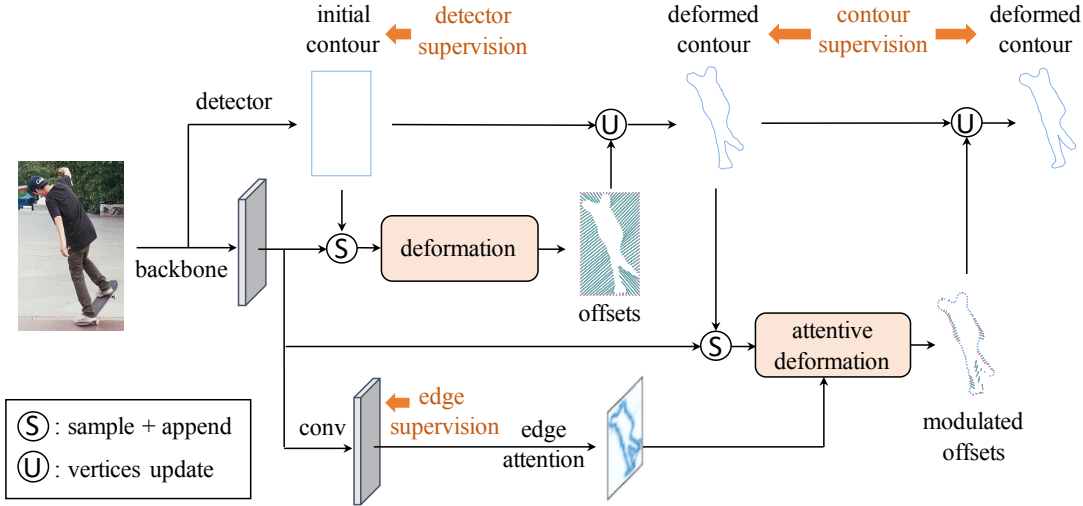 initial
contour
detector
supervision
deformed
contour
contour
supervision
deformed
contour
detector
U
U
backbone
S
deformation
offsets
S
attentive
deformation
modulated
offsets
conv
edge
supervision
edge
attention
S : sample + append
U : vertices update